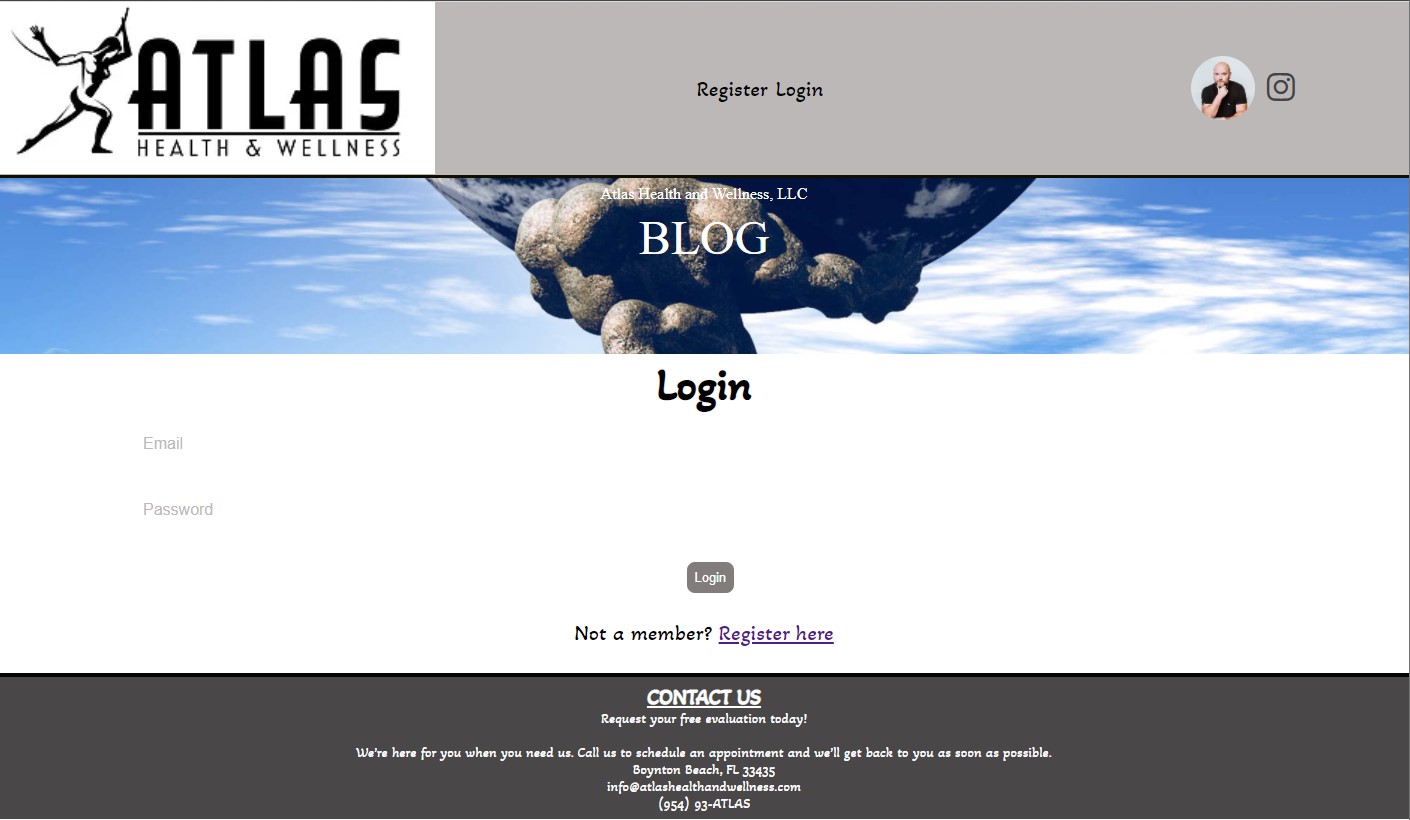 ATLAS
HEALTH & WELLNESS
Register Login
Atlas Health and Wellness, LLC
BLOG
Login
Email
Password
Login
Not a member? Register here
CONTACT US
Request your free evaluation today!
We're here for you when you need us. Call us to schedule an appointment and we'll get back to you as soon as possible.
Boynton Beach, FL 33435
info@atlashealthandwellness.com
(954) 93-ATLAS